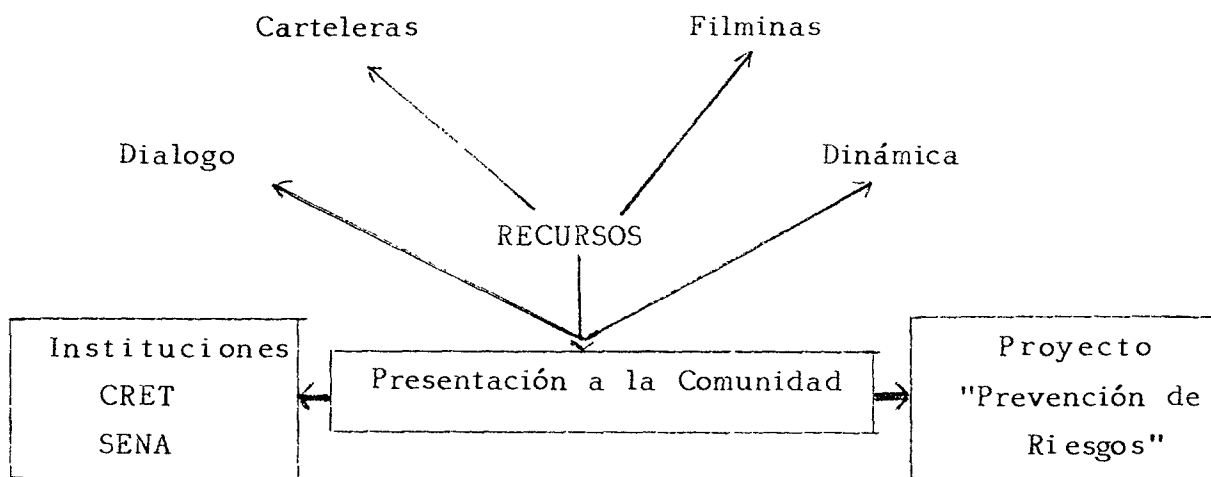 Carteleras
Filminas
Dialogo
Dinámica
RECURSOS
Instituciones
CRET
SENA
Presentación a la Comunidad
Proyecto
"Prevención de
Riesgos"